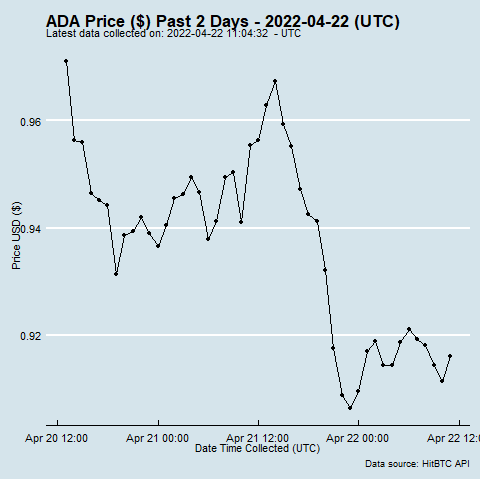 ADA Price ($) Past 2 Days - 2022-04-22 (UTC)
Latest data collected on: 2022-04-22 11:04:32 - UTC
0.96
0.94
0.92
Price USD ($)
Apr 20 12:00
Apr 21 00:00
Apr 21 12:00
Apr 22 00:00
Apr 22 12:0
Date Time Collected (UTC)
Data source: HitBTC API